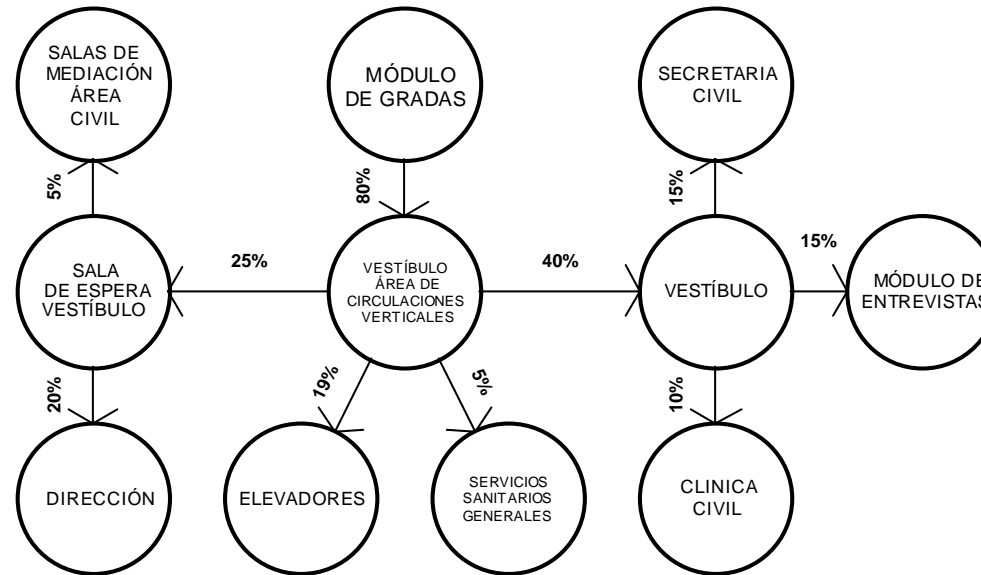 SALAS DE
MEDIACIÓN
ÁREA
CIVIL
MÓDULO
DE GRADAS
SECRETARIA
CIVIL
5%
80%
15%
SALA
DE ESPERA
VESTÍBULO
25%
VESTÍBULO
ÁREA DE
CIRCULACIONES
VERTICALES
40%
VESTÍBULO
15%
MÓDULO DE
ENTREVISTAS
20%
19%
5%
10%
DIRECCIÓN
ELEVADORES
SERVICIOS
SANITARIOS
GENERALES
CLINICA
CIVIL